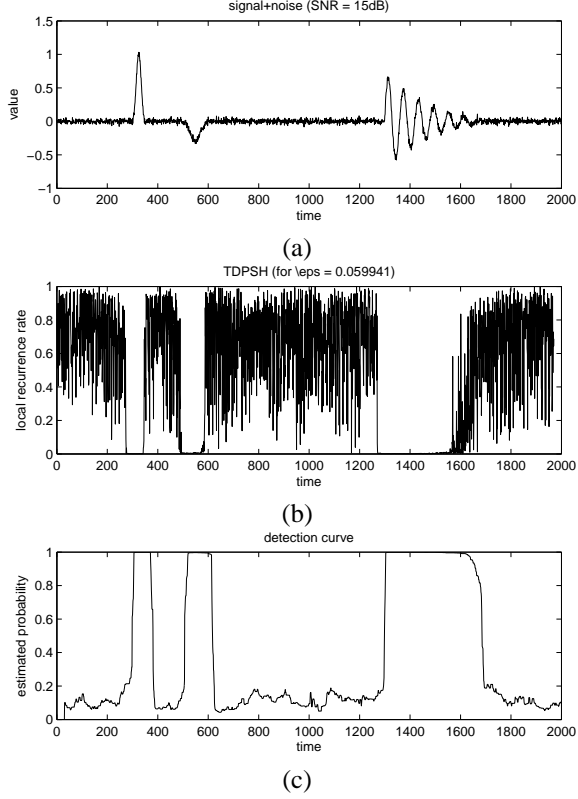 signal+noise (SNR = 15dB)
1.5
1
0.5
0
−0.5
−1
value
0 200 400 600 800 1000 1200 1400 1600 1800 2000
time
(a)
TDPSH (for \eps = 0.059941)
1
0.8
0.6
0.4
0.2
0
local recurrence rate
0 200 400 600 800 1000 1200 1400 1600 1800 2000
time
(b)
detection curve
1
0.8
0.6
0.4
0.2
0
estimated probability
0 200 400 600 800 1000 1200 1400 1600 1800 2000
time
(c)